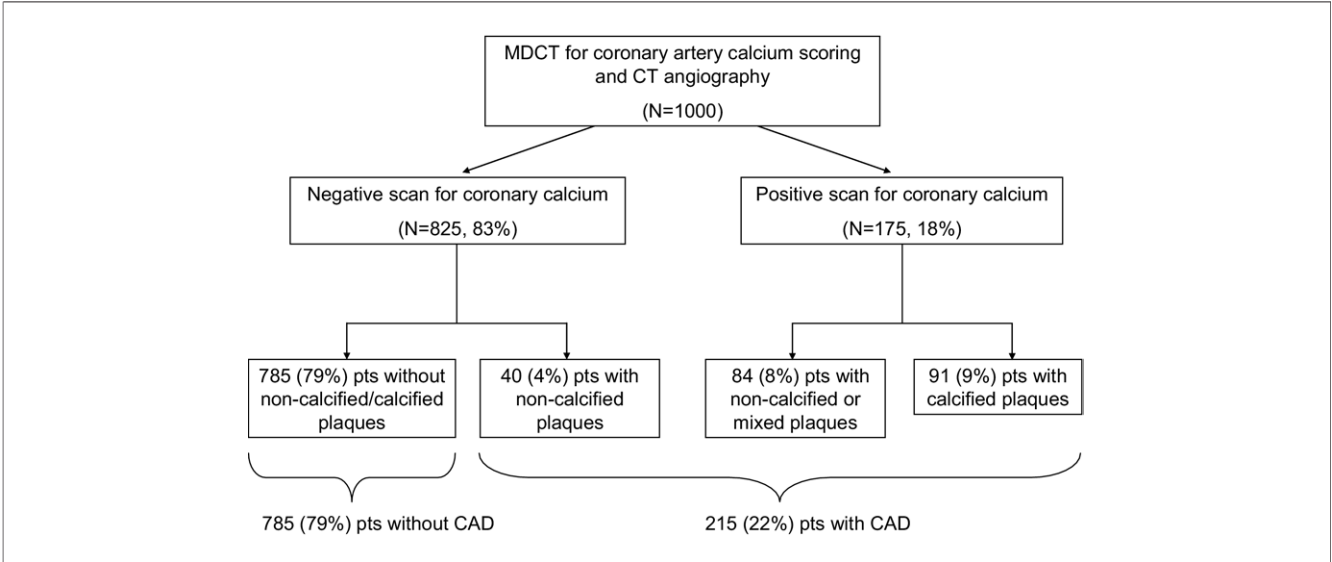 MDCT for coronary artery calcium scoring
and CT angiography
(N=1000)
Negative scan for coronary calcium
(N=825, 83%)
Positive scan for coronary calcium
(N=175, 18%)
785 (79%) pts without
non-calcified/calcified
plaques
40 (4%) pts with
non-calcified
plaques
84 (8%) pts with
non-calcified or
mixed plaques
91 (9%) pts with
calcified plaques
785 (79%) pts without CAD
215 (22%) pts with CAD